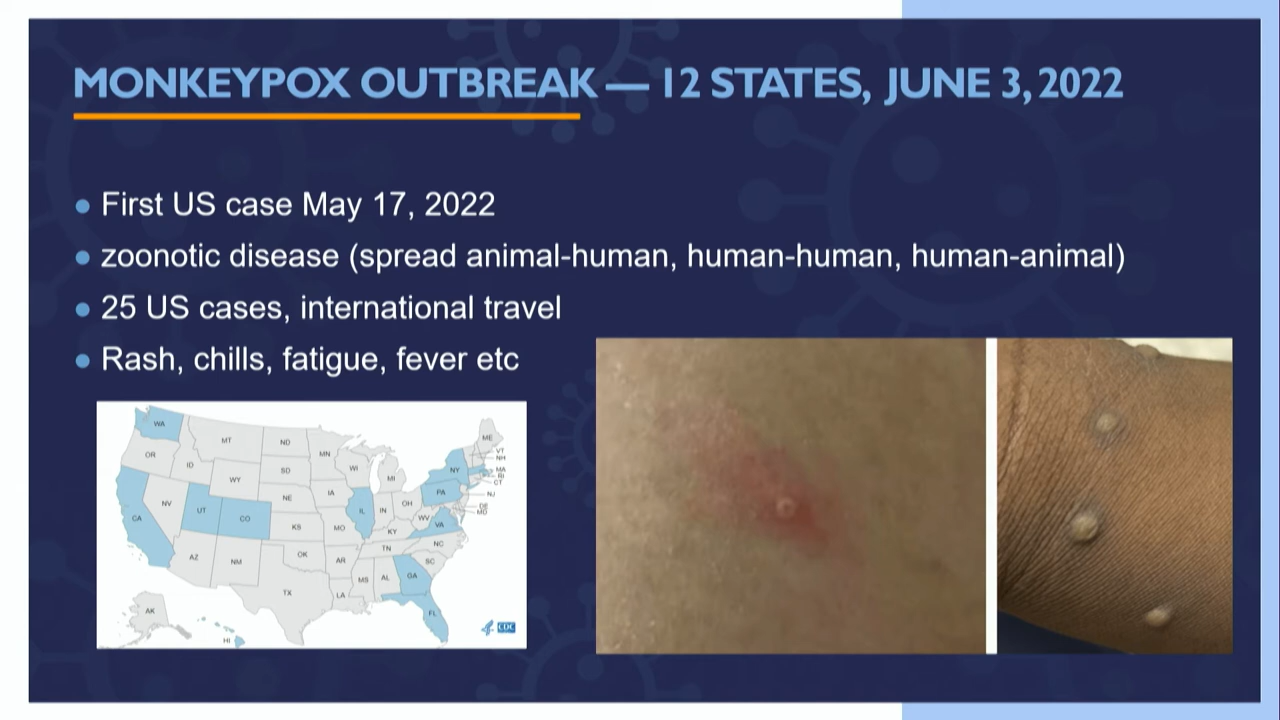 MONKEYPOX OUTBREAK — 12 STATES, JUNE 3, 2022
First US case May 17, 2022
zoonotic disease (spread animal-human, human-human, human-animal)
25 US cases, international travel
Rash, chills, fatigue, fever etc
WA
MT
ND
MN
ME
VT
NH
OR
ID
SD
WI
MI
NY
MA
RI
CT
WY
NE
IA
PA
NJ
NV
UT
CO
IL
IN
OH
DE
MD
CA
KS
MO
KY
WV
VA
AZ
NM
OK
AR
TN
NC
SC
TX
LA
MS
AL
GA
FL
AK
HI
CDC